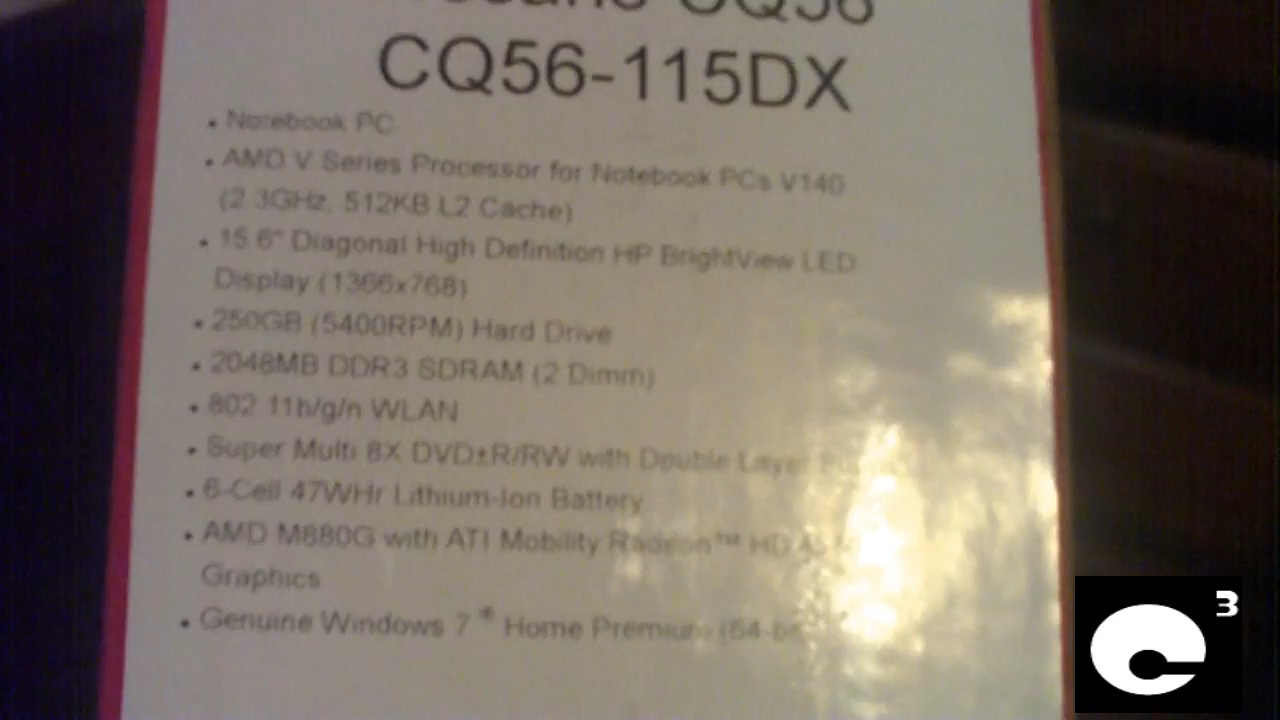 CQ56
CQ56-115DX
• Notebook PC
• AMD V Series Processor for Notebook PCs V140
(2.3GHz, 512KB L2 Cache)
• 15.6" Diagonal High Definition HP BrightView LED
Display (1366x768)
• 250GB (5400RPM) Hard Drive
• 2048MB DDR3 SDRAM (2 Dimm)
• 802.11b/g/n WLAN
• Super Multi 8X DVD±R/RW with Double Layer
• 6-Cell 47WHr Lithium-Ion Battery
• AMD M880G with ATI Mobility Radeon™ HD
Graphics
• Genuine Windows 7 ® Home Premium
3